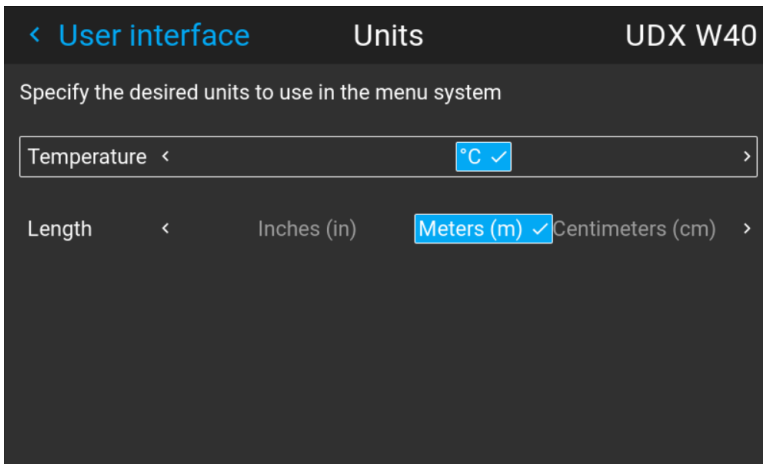 User interface Units UDX W40
Specify the desired units to use in the menu system
Temperature °C
Length Inches (in) Meters (m) Centimeters (cm)